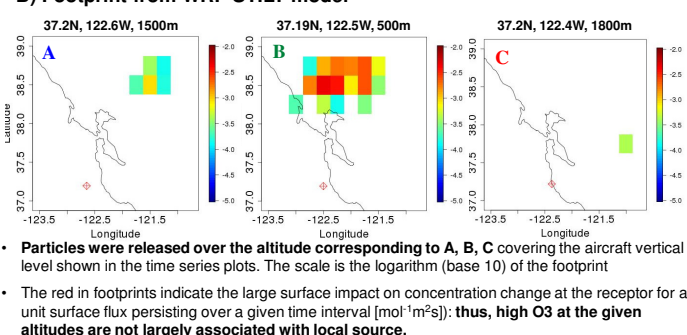 37.2N, 122.6W, 1500m
37.19N, 122.5W, 500m
37.2N, 122.4W, 1800m
A
B
C
39.0
38.5
38.0
37.5
37.0
Latitude
-123.5 -122.5 -121.5
Longitude
-2.0
-2.5
-3.0
-3.5
-4.0
-4.5
-5.0
39.0
38.5
38.0
37.5
37.0
-123.5 -122.5 -121.5
Longitude
-2.0
-2.5
-3.0
-3.5
-4.0
-4.5
-5.0
39.0
38.5
38.0
37.5
37.0
-123.5 -122.5 -121.5
Longitude
-2.0
-2.5
-3.0
-3.5
-4.0
-4.5
-5.0
• Particles were released over the altitude corresponding to A, B, C covering the aircraft vertical
level shown in the time series plots. The scale is the logarithm (base 10) of the footprint
• The red in footprints indicate the large surface impact on concentration change at the receptor for a
unit surface flux persisting over a given time interval [mol-1m2s]): thus, high O3 at the given
altitudes are not largely associated with local source.